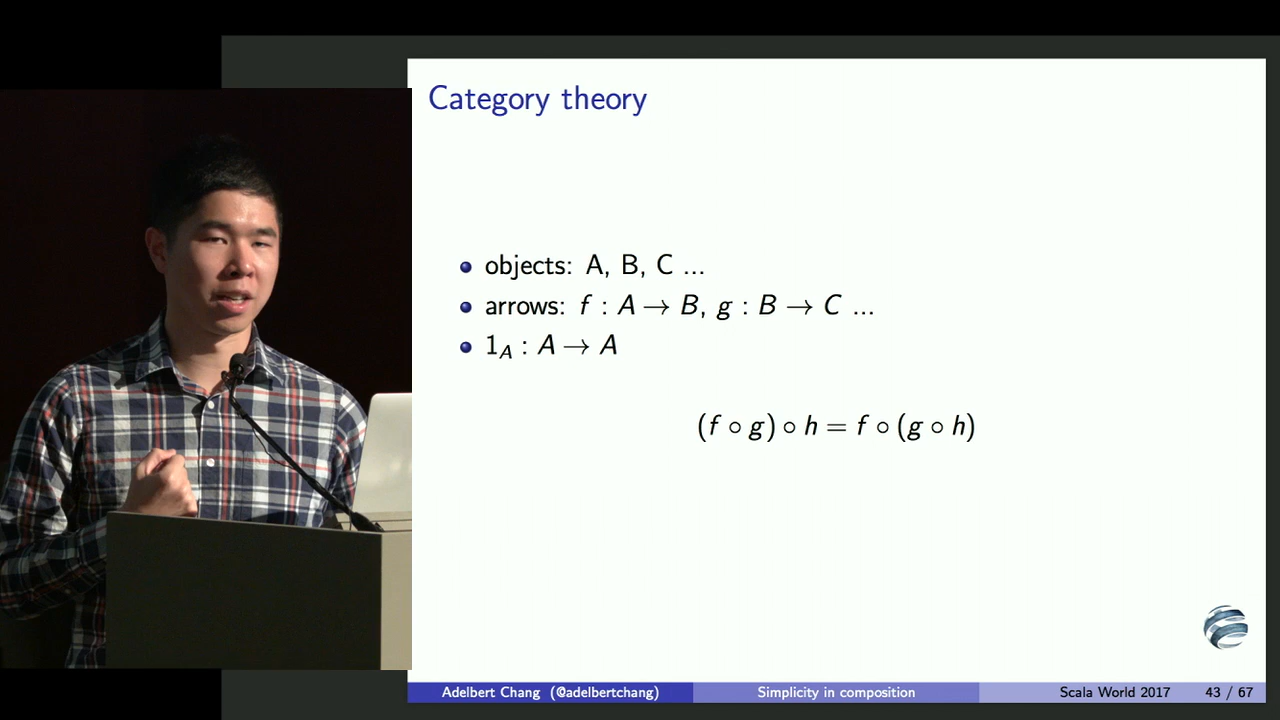 Category theory
objects: A, B, C ...
arrows: f : A → B, g : B → C ...
1_A : A → A
(f ∘ g) ∘ h = f ∘ (g ∘ h)
Adelbert Chang (@adelbertchang) Simplicity in composition Scala World 2017 43 / 67